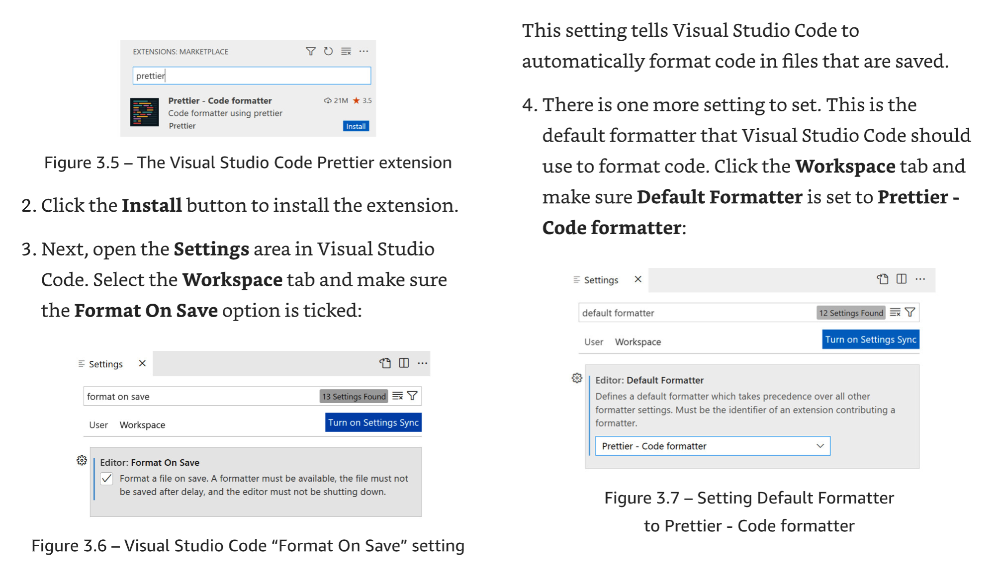 EXTENSIONS: MARKETPLACE
prettier
Prettier - Code formatter 21M 3.5
Code formatter using prettier
Prettier Install
Figure 3.5 – The Visual Studio Code Prettier extension
2. Click the Install button to install the extension.
3. Next, open the Settings area in Visual Studio
Code. Select the Workspace tab and make sure
the Format On Save option is ticked:
Settings
format on save 13 Settings Found
User Workspace Turn on Settings Sync
Editor: Format On Save
Format a file on save. A formatter must be available, the file must not
be saved after delay, and the editor must not be shutting down.
Figure 3.6 – Visual Studio Code “Format On Save” setting
This setting tells Visual Studio Code to
automatically format code in files that are saved.
4. There is one more setting to set. This is the
default formatter that Visual Studio Code should
use to format code. Click the Workspace tab and
make sure Default Formatter is set to Prettier -
Code formatter:
Settings
default formatter 12 Settings Found
User Workspace Turn on Settings Sync
Editor: Default Formatter
Defines a default formatter which takes precedence over all other
formatter settings. Must be the identifier of an extension contributing a
formatter.
Prettier - Code formatter
Figure 3.7 – Setting Default Formatter
to Prettier - Code formatter